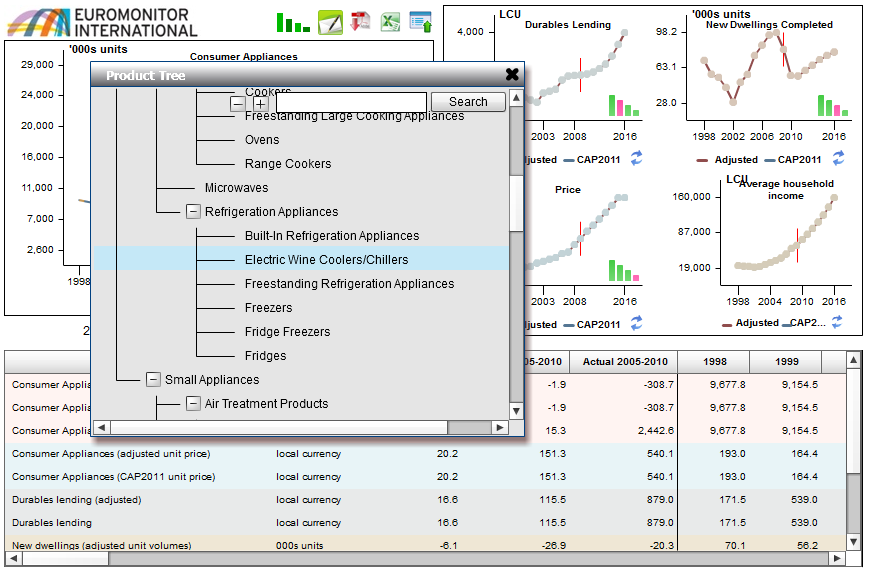 EUROMONITOR
INTERNATIONAL
'000s units
Consumer Appliances
29,000
24,000
20,000
16,000
11,000
7,000
2,600
1998
LCU
Durables Lending
4,000
2003 2008 2016
CAP2011
'000s units
New Dwellings Completed
98.2
63.1
28.0
1998 2002 2006 2010 2016
Adjusted CAP2011
Price
2003 2008 2016
CAP2011
LCU
Average household
income
160,000
87,000
19,000
1998 2004 2010 2016
Adjusted CAP2...
Product Tree
Cookers
Search
Freestanding Large Cooking Appliances
Ovens
Range Cookers
Microwaves
Refrigeration Appliances
Built-In Refrigeration Appliances
Electric Wine Coolers/Chillers
Freestanding Refrigeration Appliances
Freezers
Fridge Freezers
Fridges
Small Appliances
Air Treatment Products
05-2010 Actual 2005-2010 1998 1999
Consumer Applia -1.9 -308.7 9,677.8 9,154.5
Consumer Applia -1.9 -308.7 9,677.8 9,154.5
Consumer Applia 15.3 2,442.6 9,677.8 9,154.5
Consumer Appliances (adjusted unit price) local currency 20.2 151.3 540.1 193.0 164.4
Consumer Appliances (CAP2011 unit price) local currency 20.2 151.3 540.1 193.0 164.4
Durables lending (adjusted) local currency 16.6 115.5 879.0 171.5 539.0
Durables lending local currency 16.6 115.5 879.0 171.5 539.0
New dwellings (adjusted unit volumes) 000s units -6.1 -26.9 -20.3 70.1 56.2